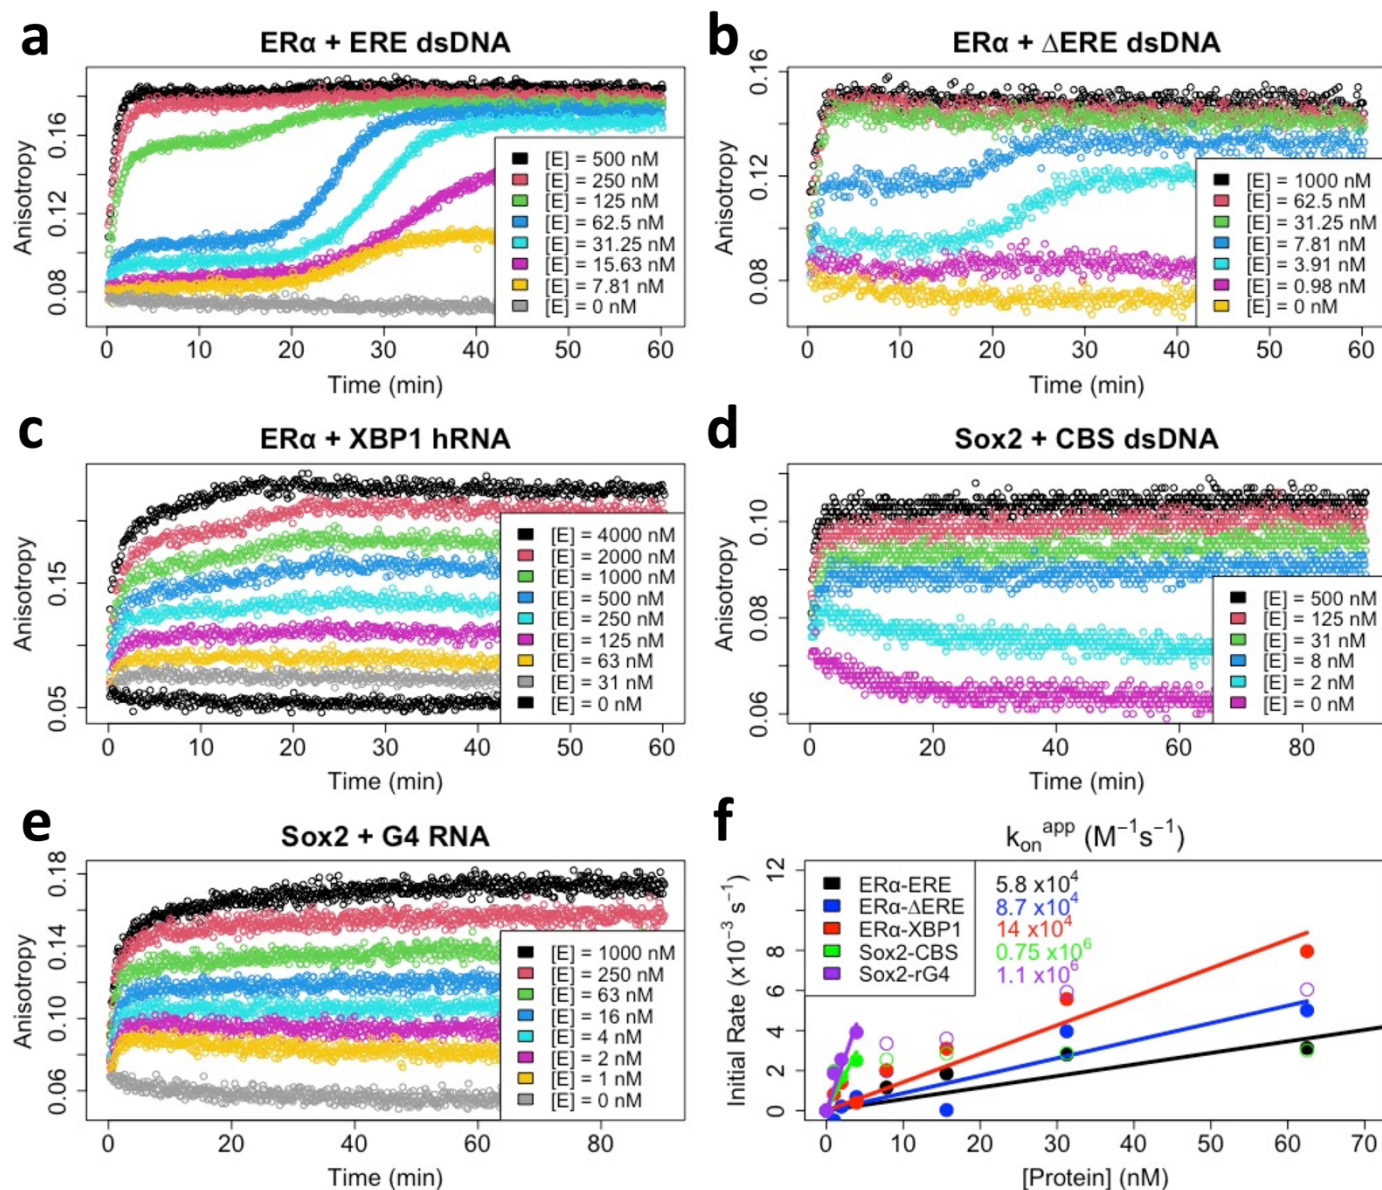 a
ERα + ERE dsDNA
Anisotropy
0.16
0.12
0.08
[E] = 500 nM
[E] = 250 nM
[E] = 125 nM
[E] = 62.5 nM
[E] = 31.25 nM
[E] = 15.63 nM
[E] = 7.81 nM
[E] = 0 nM
0 10 20 30 40 50 60
Time (min)
b
ERα + ΔERE dsDNA
Anisotropy
0.16
0.12
0.08
[E] = 1000 nM
[E] = 62.5 nM
[E] = 31.25 nM
[E] = 7.81 nM
[E] = 3.91 nM
[E] = 0.98 nM
[E] = 0 nM
0 10 20 30 40 50 60
Time (min)
c
ERα + XBP1 hRNA
Anisotropy
0.15
0.05
[E] = 4000 nM
[E] = 2000 nM
[E] = 1000 nM
[E] = 500 nM
[E] = 250 nM
[E] = 125 nM
[E] = 63 nM
[E] = 31 nM
[E] = 0 nM
0 10 20 30 40 50 60
Time (min)
d
Sox2 + CBS dsDNA
Anisotropy
0.10
0.08
0.06
[E] = 500 nM
[E] = 125 nM
[E] = 31 nM
[E] = 8 nM
[E] = 2 nM
[E] = 0 nM
0 20 40 60 80
Time (min)
e
Sox2 + G4 RNA
Anisotropy
0.18
0.14
0.10
0.06
[E] = 1000 nM
[E] = 250 nM
[E] = 63 nM
[E] = 16 nM
[E] = 4 nM
[E] = 2 nM
[E] = 1 nM
[E] = 0 nM
0 20 40 60 80
Time (min)
f
kₒₙᵃᵖᵖ (M⁻¹s⁻¹)
Initial Rate (x10⁻³ s⁻¹)
12
10
8
6
4
2
0
ERα-ERE 5.8 x10⁴
ERα-ΔERE 8.7 x10⁴
ERα-XBP1 14 x10⁴
Sox2-CBS 0.75 x10⁶
Sox2-rG4 1.1 x10⁶
0 10 20 30 40 50 60 70
[Protein] (nM)